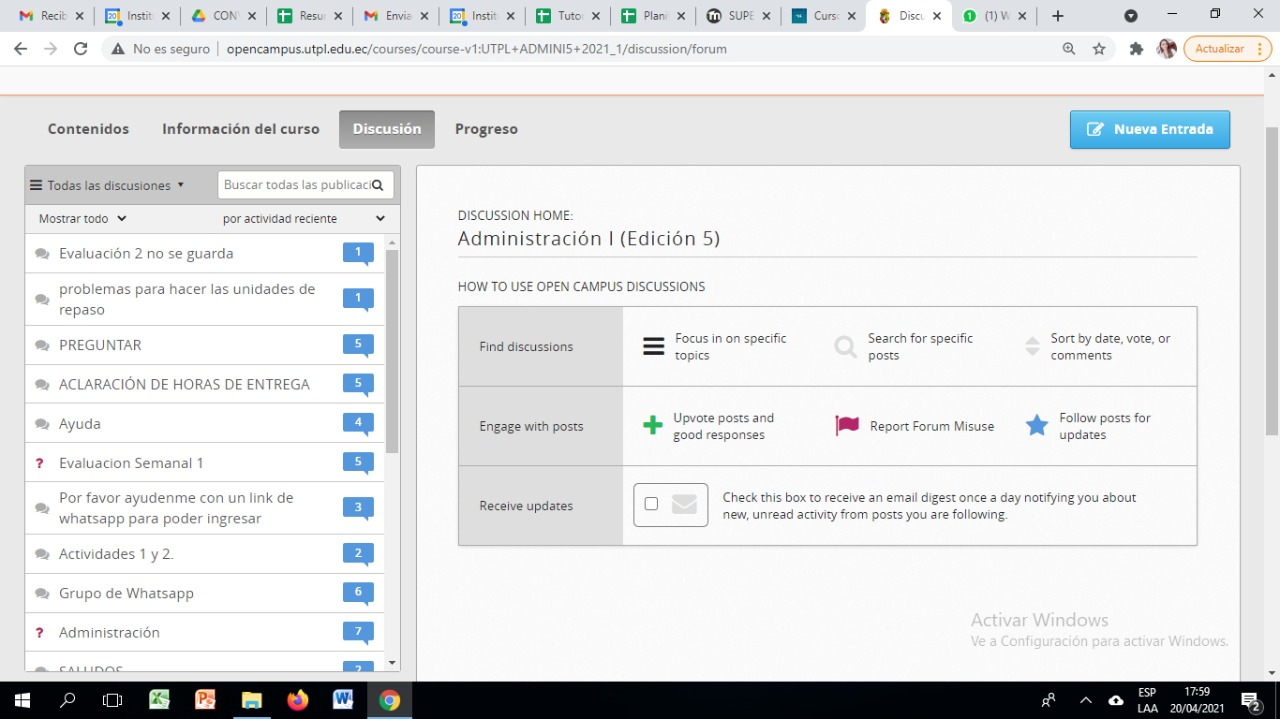 Recib
Instit
CON
Resu
Envia
Instit
Tuto
Plani
SUPE
Curs
Discu
(1) W
No es seguro
opencampus.utpl.edu.ec/courses/course-v1:UTPL+ADMINI5+2021_1/discussion/forum
Actualizar
Contenidos
Información del curso
Discusión
Progreso
Nueva Entrada
Todas las discusiones
Buscar todas las publicaci
Mostrar todo
por actividad reciente
Evaluación 2 no se guarda
1
problemas para hacer las unidades de
repaso
1
PREGUNTAR
5
ACLARACIÓN DE HORAS DE ENTREGA
5
Ayuda
4
? Evaluacion Semanal 1
5
Por favor ayudenme con un link de
whatsapp para poder ingresar
3
Actividades 1 y 2.
2
Grupo de Whatsapp
6
? Administración
7
SALUDOS
2
DISCUSSION HOME:
Administración I (Edición 5)
HOW TO USE OPEN CAMPUS DISCUSSIONS
Find discussions
Focus in on specific
topics
Search for specific
posts
Sort by date, vote, or
comments
Engage with posts
Upvote posts and
good responses
Report Forum Misuse
Follow posts for
updates
Receive updates
Check this box to receive an email digest once a day notifying you about
new, unread activity from posts you are following.
Activar Windows
Ve a Configuración para activar Windows.
ESP
LAA
17:59
20/04/2021
2